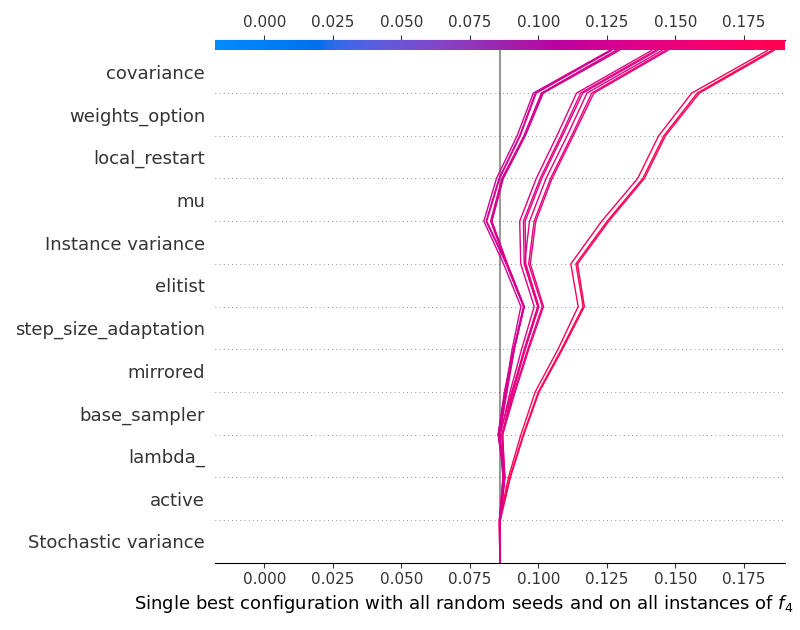 0.000 0.025 0.050 0.075 0.100 0.125 0.150 0.175
covariance
weights_option
local_restart
mu
Instance variance
elitist
step_size_adaptation
mirrored
base_sampler
lambda_
active
Stochastic variance
0.000 0.025 0.050 0.075 0.100 0.125 0.150 0.175
Single best configuration with all random seeds and on all instances of f4